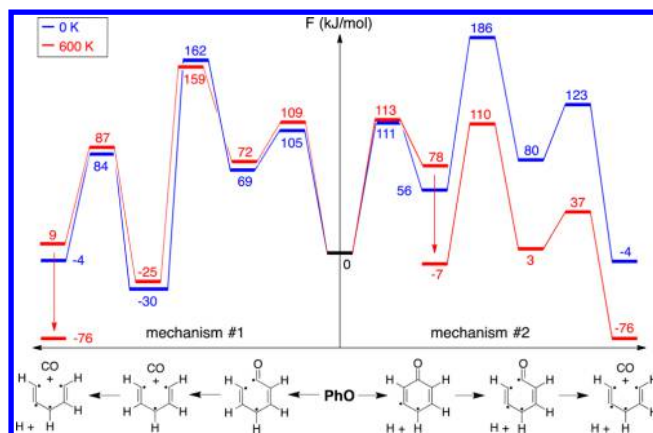 F (kJ/mol)
0 K
600 K
162
159
186
87
84
109
105
72
69
113
111
110
123
78
80
56
37
9
-4
-25
-30
0
-7
3
-4
-76
-76
mechanism #1
mechanism #2
CO
+
H H
H H
H
H +
CO
+
H H
H H
H H
O
H
H H
H H
PhO
O
H H
H H
H +
O
H
H H
H
H +
CO
+
H H
H H
H
H +